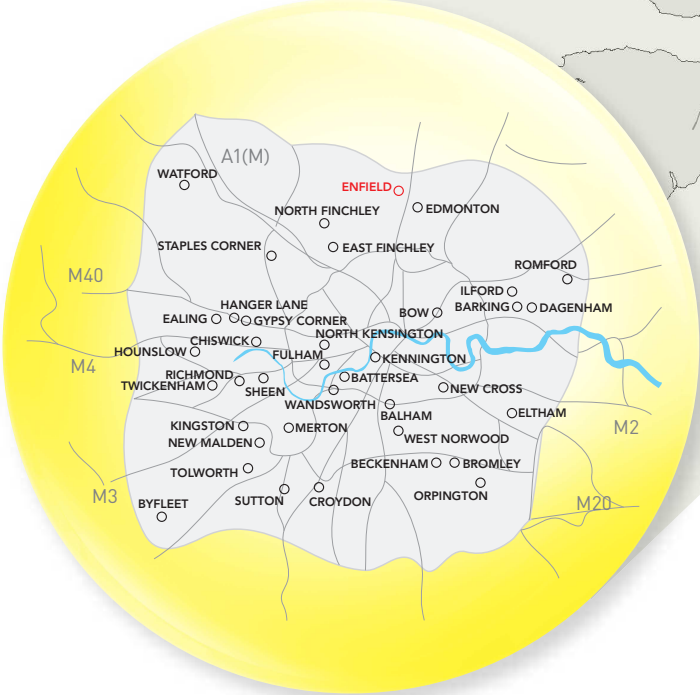 A1(M)
WATFORD
ENFIELD
NORTH FINCHLEY
EDMONTON
STAPLES CORNER
EAST FINCHLEY
ROMFORD
M40
ILFORD
HANGER LANE
BARKING
DAGENHAM
EALING
GYPSY CORNER
BOW
NORTH KENSINGTON
CHISWICK
HOUNSLOW
FULHAM
KENNINGTON
M4
RICHMOND
BATTERSEA
TWICKENHAM
SHEEN
NEW CROSS
WANDSWORTH
BALHAM
ELTHAM
KINGSTON
MERTON
M2
NEW MALDEN
WEST NORWOOD
TOLWORTH
BECKENHAM
BROMLEY
M3
BYFLEET
SUTTON
CROYDON
ORPINGTON
M20